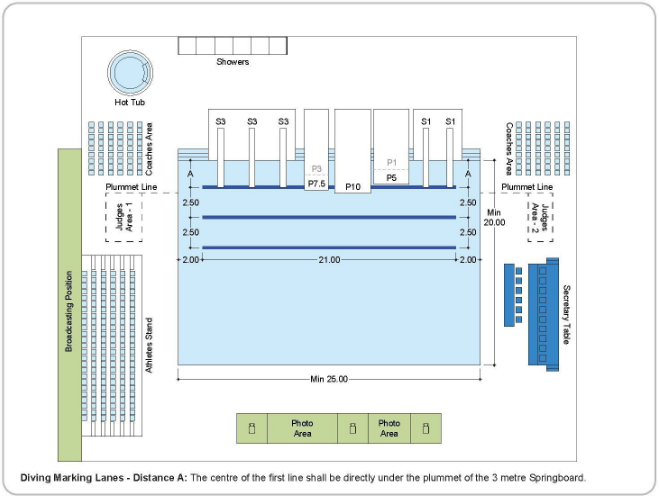 Showers
Hot Tub
Coaches Area
S3 S3 S3
P3
P7.5
P10
P1
P5
S1 S1
Coaches Area
A
A
Plummet Line
Plummet Line
Judges
Area - 1
Judges
Area - 2
2.50
2.50
2.50
2.50
Min
20.00
2.00
21.00
2.00
Broadcasting Position
Athletes Stand
Secretary Table
Min 25.00
Photo
Area
Photo
Area
Diving Marking Lanes - Distance A: The centre of the first line shall be directly under the plummet of the 3 metre Springboard.